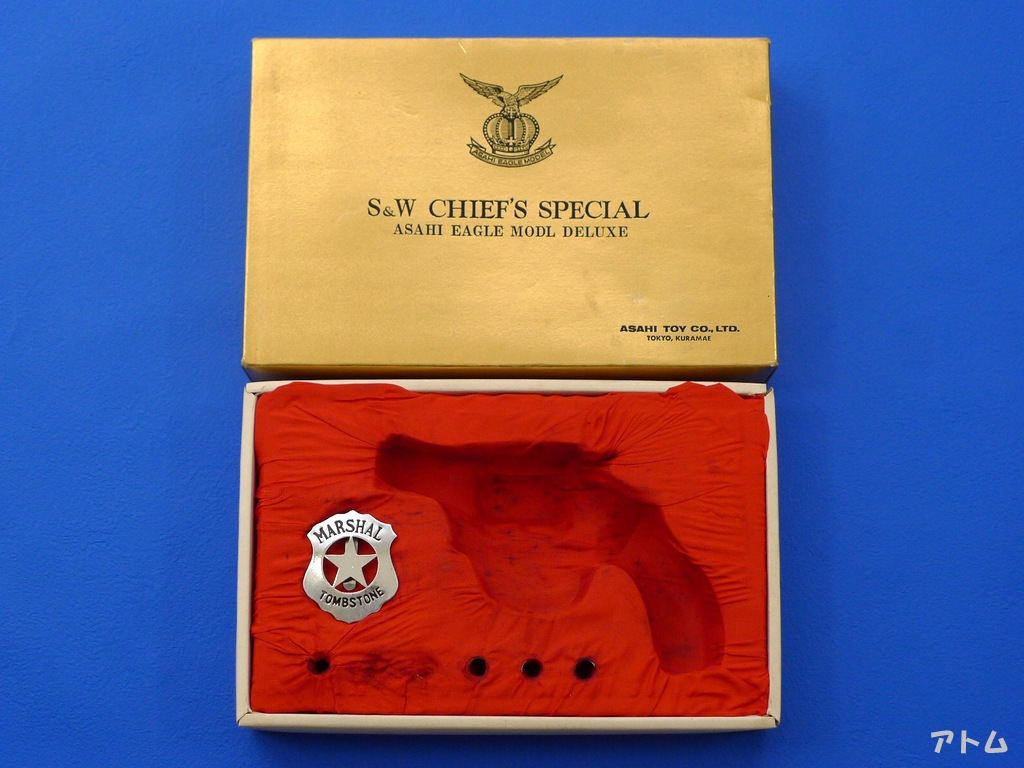 ASAHI EAGLE MODEL
S&W CHIEF'S SPECIAL
ASAHI EAGLE MODL DELUXE
ASAHI TOY CO., LTD.
TOKYO, KURAMAE
MARSHAL
TOMBSTONE
アトム